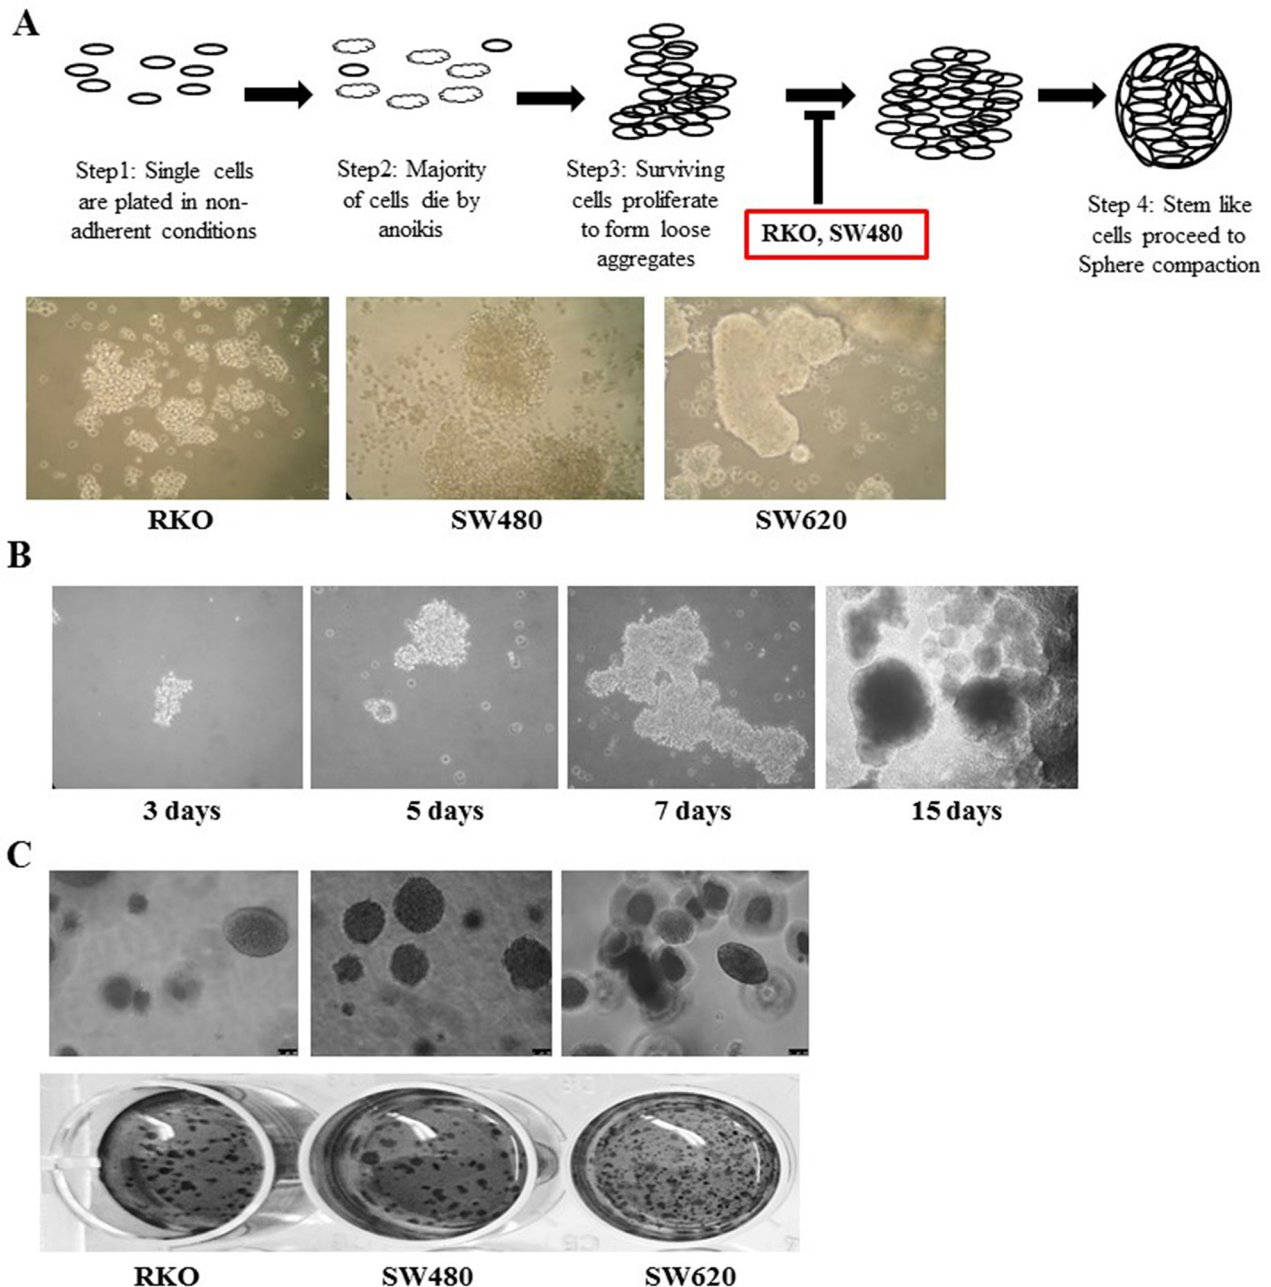 A
Step1: Single cells
are plated in non-
adherent conditions
Step2: Majority
of cells die by
anoikis
Step3: Surviving
cells proliferate
to form loose
aggregates
RKO, SW480
Step 4: Stem like
cells proceed to
Sphere compaction
RKO
SW480
SW620
B
3 days
5 days
7 days
15 days
C
RKO
SW480
SW620